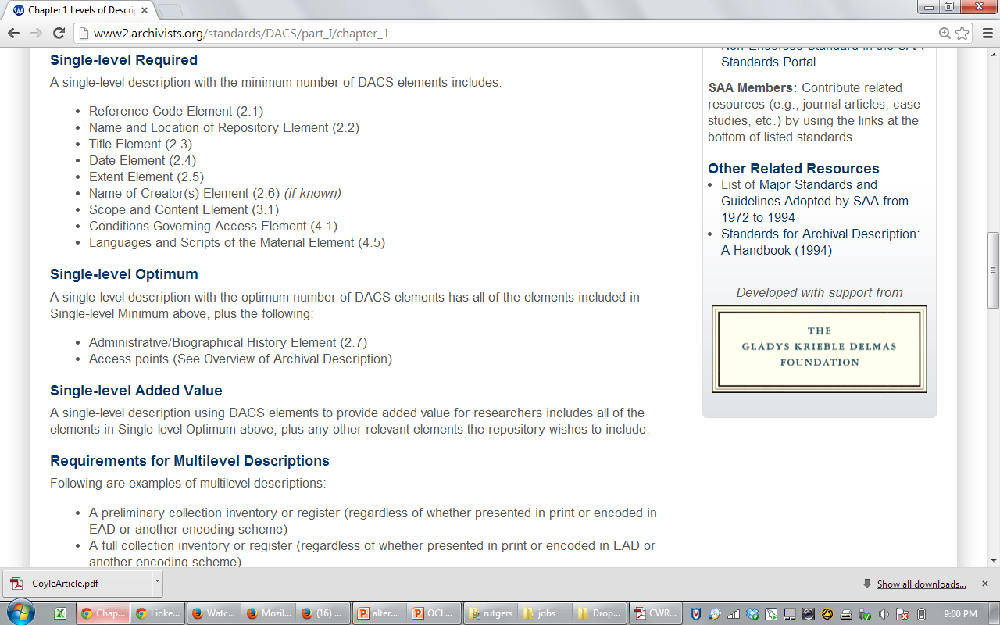 Chapter 1 Levels of Descri
www2.archivists.org/standards/DACS/part_I/chapter_1
Single-level Required
A single-level description with the minimum number of DACS elements includes:
• Reference Code Element (2.1)
• Name and Location of Repository Element (2.2)
• Title Element (2.3)
• Date Element (2.4)
• Extent Element (2.5)
• Name of Creator(s) Element (2.6) (if known)
• Scope and Content Element (3.1)
• Conditions Governing Access Element (4.1)
• Languages and Scripts of the Material Element (4.5)
Single-level Optimum
A single-level description with the optimum number of DACS elements has all of the elements included in
Single-level Minimum above, plus the following:
• Administrative/Biographical History Element (2.7)
• Access points (See Overview of Archival Description)
Single-level Added Value
A single-level description using DACS elements to provide added value for researchers includes all of the
elements in Single-level Optimum above, plus any other relevant elements the repository wishes to include.
Requirements for Multilevel Descriptions
Following are examples of multilevel descriptions:
• A preliminary collection inventory or register (regardless of whether presented in print or encoded in
EAD or another encoding scheme)
• A full collection inventory or register (regardless of whether presented in print or encoded in EAD or
another encoding scheme)
Non-Endorsed Standard in the SAA
Standards Portal
SAA Members: Contribute related
resources (e.g., journal articles, case
studies, etc.) by using the links at the
bottom of listed standards.
Other Related Resources
• List of Major Standards and
Guidelines Adopted by SAA from
1972 to 1994
• Standards for Archival Description:
A Handbook (1994)
Developed with support from
THE
GLADYS KRIEBLE DELMAS
FOUNDATION
CoyleArticle.pdf
Show all downloads...
Chap...
Linke...
Watc...
Mozil...
(16) ...
alter...
OCL...
rutgers
jobs
Drop...
CWR...
9:00 PM